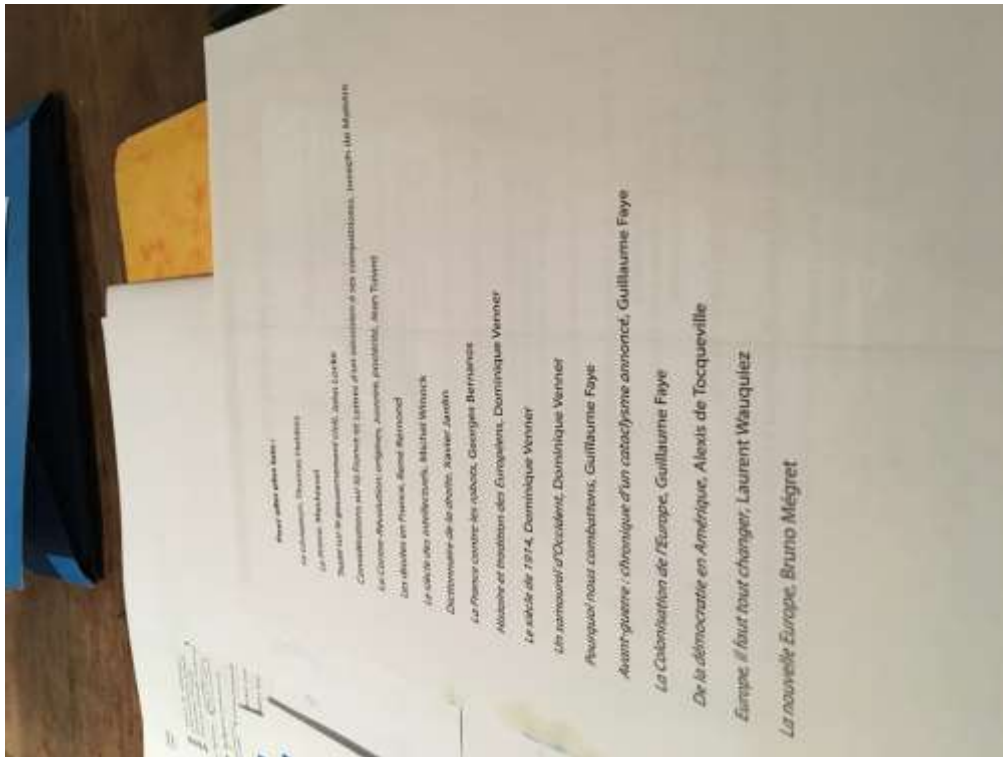 Pour aller plus loin :
Le Léviathan, Thomas Hobbes
Le Prince, Machiavel
Traité sur le gouvernement civil, John Locke
Considérations sur la France et Lettres d'un savoisien à ses compatriotes, Joseph de Maistre
La Contre-Révolution, origines, histoire, postérité, Jean Tulard
Les droites en France, René Rémond
Le siècle des intellectuels, Michel Winock
Dictionnaire de la droite, Xavier Jardin
La France contre les robots, Georges Bernanos
Histoire et tradition des Européens, Dominique Venner
Le siècle de 1914, Dominique Venner
Un samouraï d'Occident, Dominique Venner
Pourquoi nous combattons, Guillaume Faye
Avant-guerre : chronique d'un cataclysme annoncé, Guillaume Faye
La Colonisation de l'Europe, Guillaume Faye
De la démocratie en Amérique, Alexis de Tocqueville
Europe, il faut tout changer, Laurent Wauquiez
La nouvelle Europe, Bruno Mégret